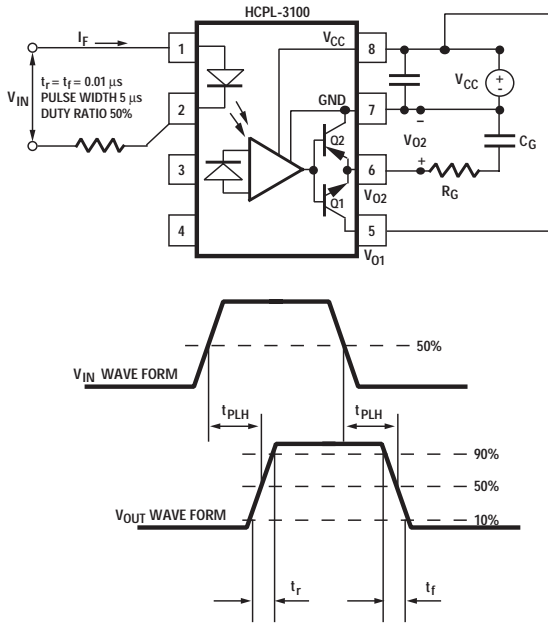 HCPL-3100
I_F
1
V_CC
8
t_r = t_f = 0.01 µs
PULSE WIDTH 5 µs
DUTY RATIO 50%
V_IN
V_CC
+
-
2
GND
7
–
V_O2
C_G
Q2
3
6
+
V_O2
R_G
Q1
4
5
V_O1
50%
V_IN WAVE FORM
t_PLH
t_PLH
90%
50%
V_OUT WAVE FORM
10%
t_r
t_f